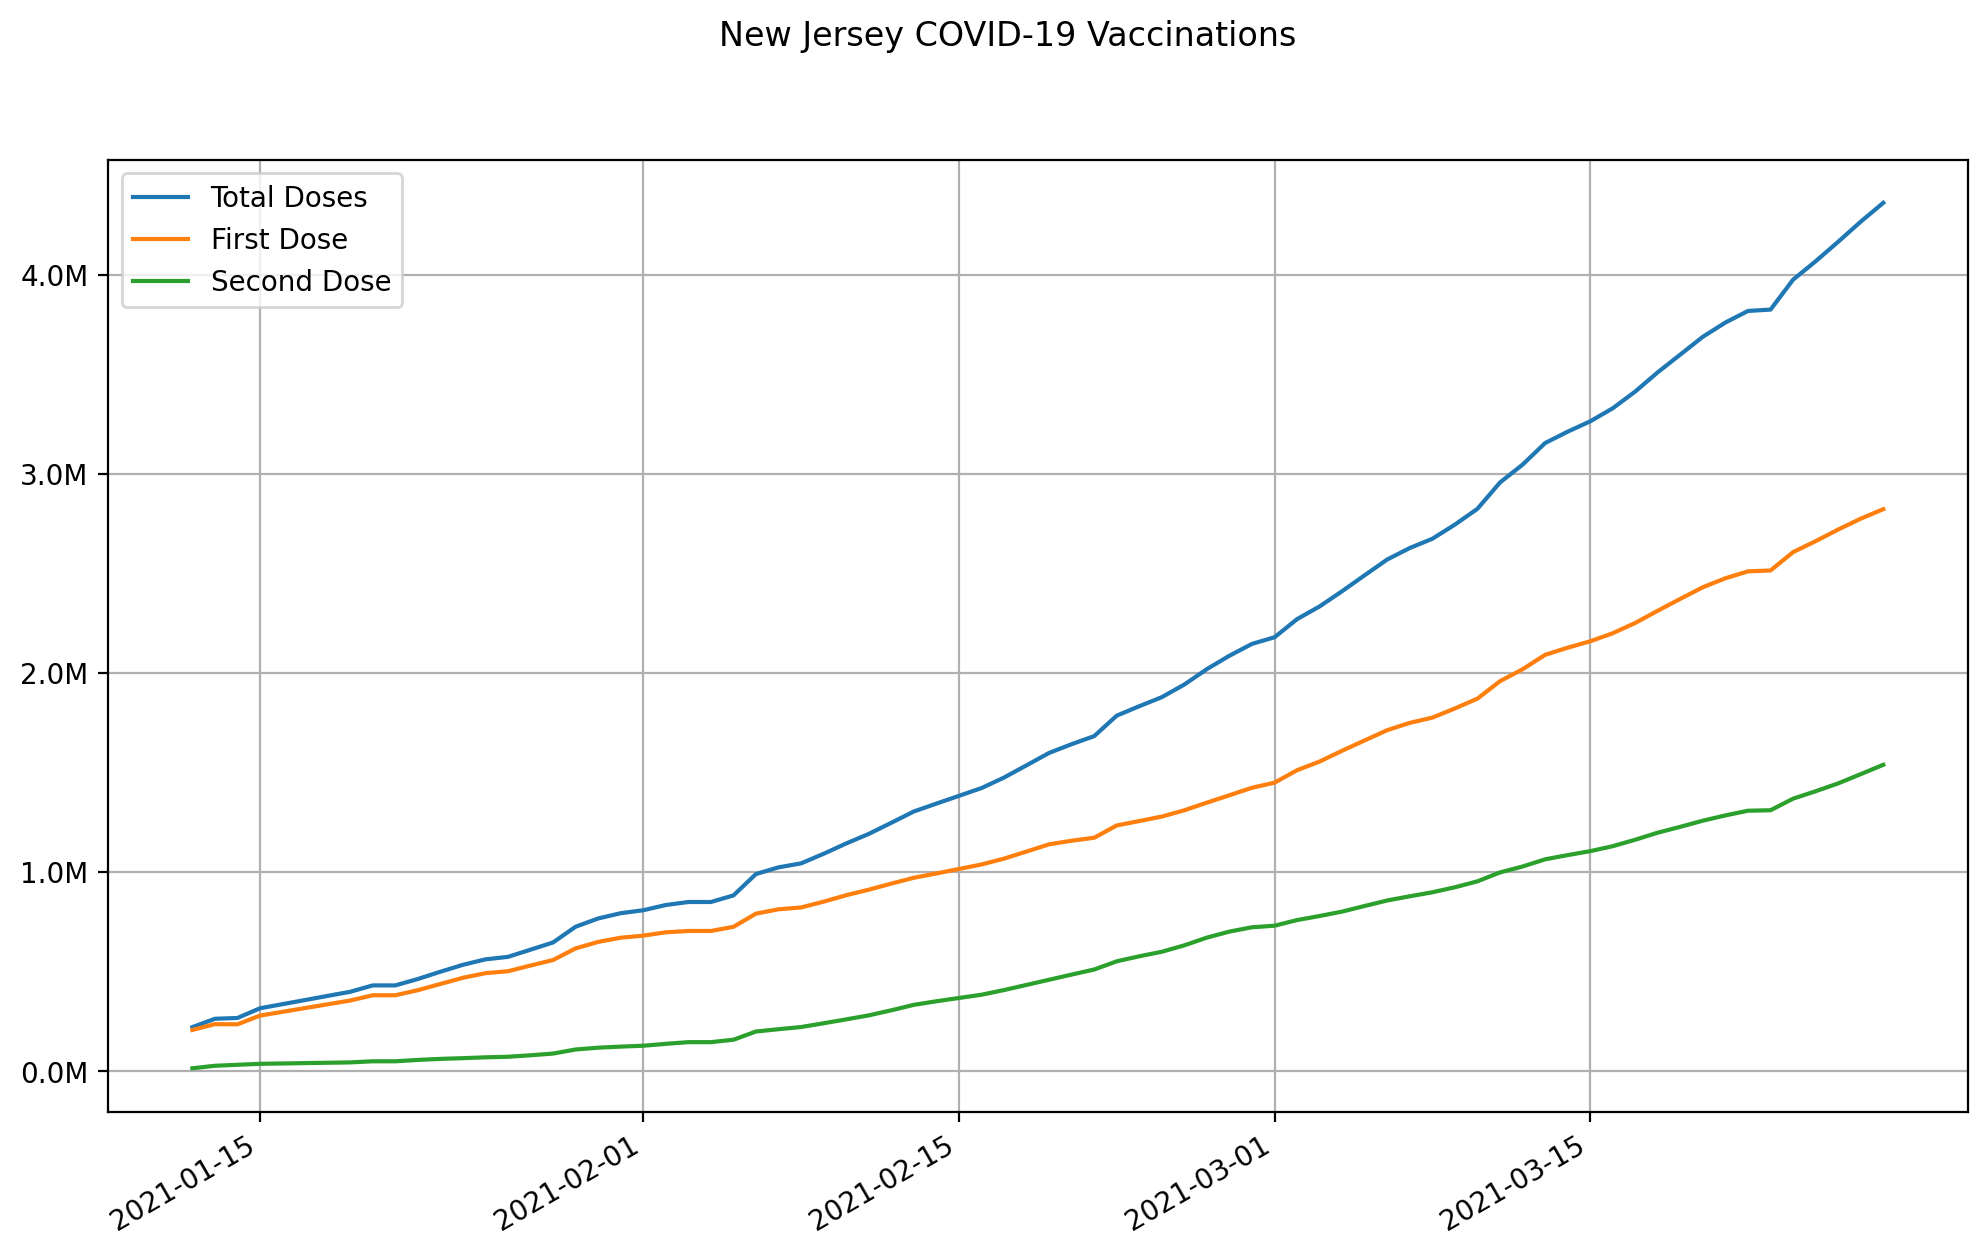 New Jersey COVID-19 Vaccinations
Total Doses
First Dose
Second Dose
4.0M
3.0M
2.0M
1.0M
0.0M
2021-01-15
2021-02-01
2021-02-15
2021-03-01
2021-03-15